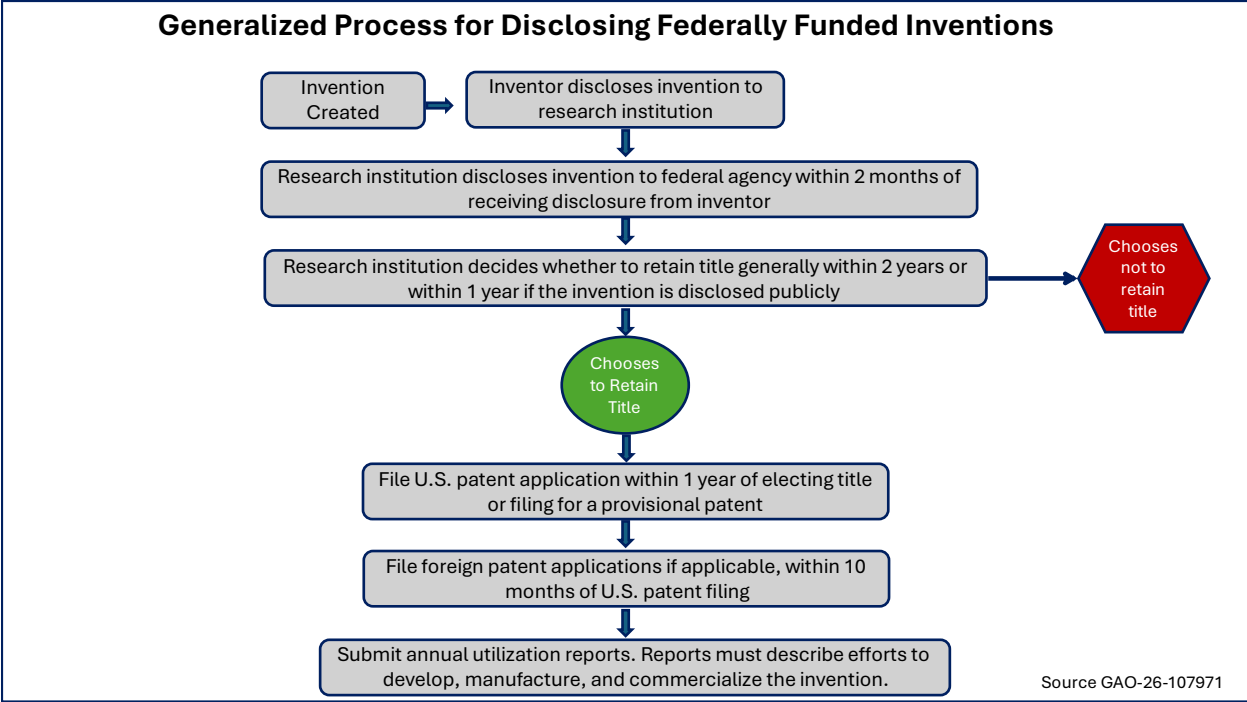 Generalized Process for Disclosing Federally Funded Inventions
Invention
Created
Inventor discloses invention to
research institution
Research institution discloses invention to federal agency within 2 months of
receiving disclosure from inventor
Research institution decides whether to retain title generally within 2 years or
within 1 year if the invention is disclosed publicly
Chooses
not to
retain
title
Chooses
to Retain
Title
File U.S. patent application within 1 year of electing title
or filing for a provisional patent
File foreign patent applications if applicable, within 10
months of U.S. patent filing
Submit annual utilization reports. Reports must describe efforts to
develop, manufacture, and commercialize the invention.
Source GAO-26-107971